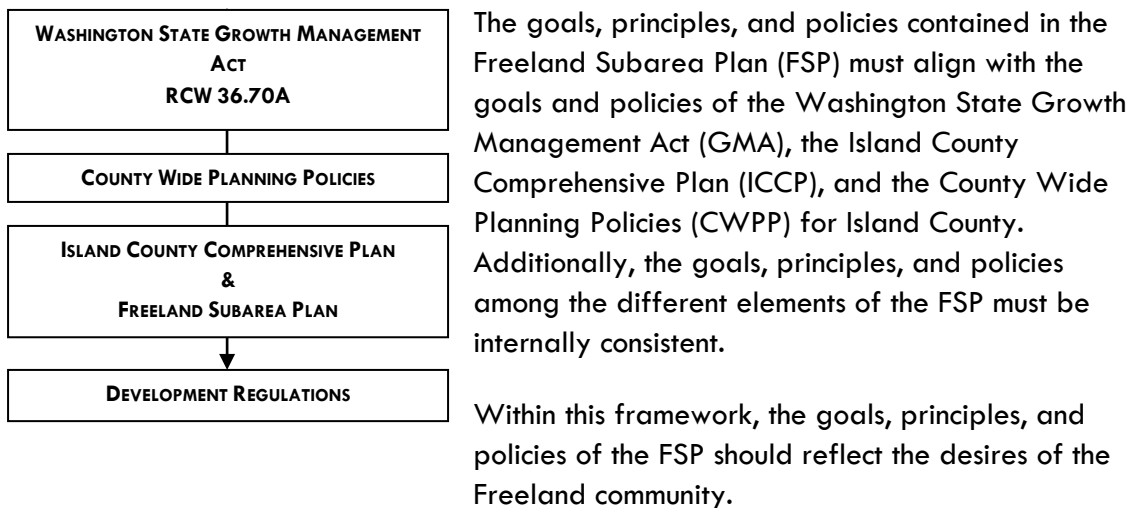 WASHINGTON STATE GROWTH MANAGEMENT
ACT
RCW 36.70A
COUNTY WIDE PLANNING POLICIES
ISLAND COUNTY COMPREHENSIVE PLAN
&
FREELAND SUBAREA PLAN
DEVELOPMENT REGULATIONS
The goals, principles, and policies contained in the
Freeland Subarea Plan (FSP) must align with the
goals and policies of the Washington State Growth
Management Act (GMA), the Island County
Comprehensive Plan (ICCP), and the County Wide
Planning Policies (CWPP) for Island County.
Additionally, the goals, principles, and policies
among the different elements of the FSP must be
internally consistent.
Within this framework, the goals, principles, and
policies of the FSP should reflect the desires of the
Freeland community.